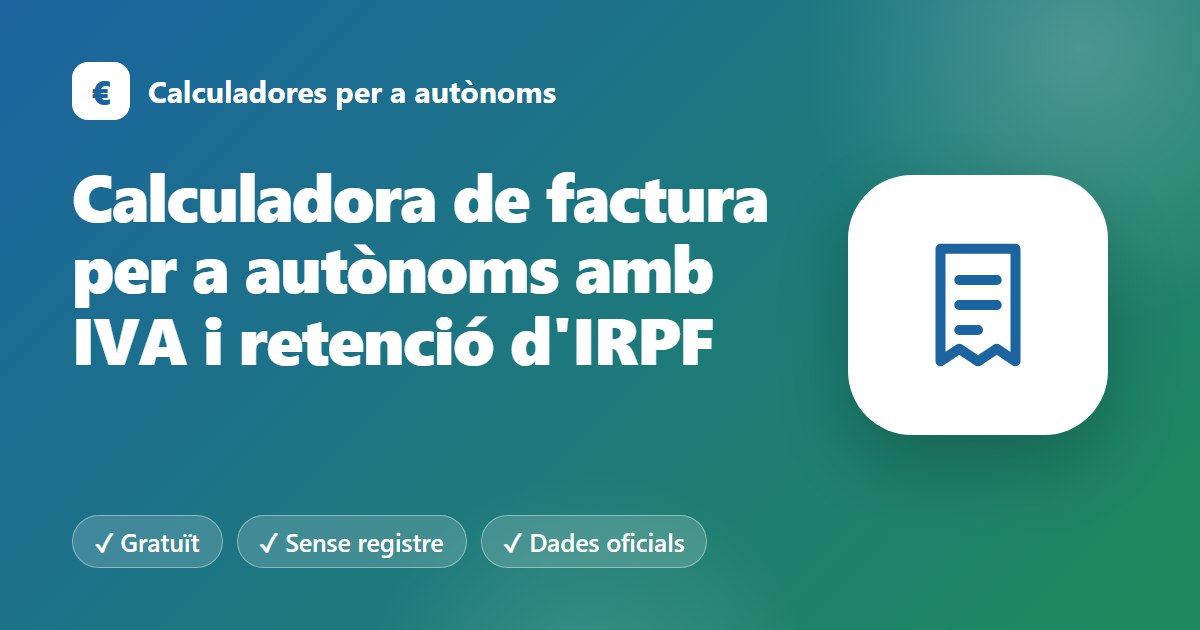 €
Calculadores per a autònoms
Calculadora de factura
per a autònoms amb
IVA i retenció d'IRPF
✓ Gratuït
✓ Sense registre
✓ Dades oficials